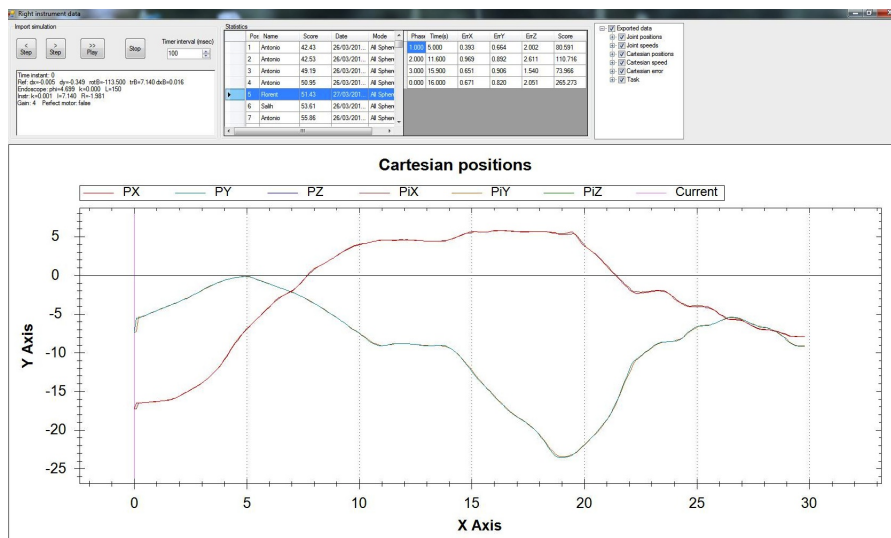 Right instrument data
Import simulation
< Step
> Step
>> Play
Stop
Timer interval (msec)
100
Time instant: 0
Ref: dx=-0.005 dy=-0.349 rotB=-113.500 trB=7.140 dxB=0.016
Endoscope: phi=4.699 k=0.000 L=150
Instr: k=0.001 l=7.140 R=-1.981
Gain: 4 Perfect motor: false
Statistics
Pos Name Score Date Mode
1 Antonio 42.43 26/03/201... All Sphere
2 Antonio 42.53 26/03/201... All Sphere
3 Antonio 49.19 26/03/201... All Sphere
4 Antonio 50.95 26/03/201... All Sphere
5 Florent 51.43 27/03/201... All Sphere
6 Salih 53.61 26/03/201... All Sphere
7 Antonio 55.86 26/03/201... All Sphere
Phase Time(s) ErrX ErrY ErrZ Score
1.000 5.000 0.393 0.664 2.002 80.591
2.000 11.600 0.969 0.892 2.611 110.716
3.000 15.900 0.651 0.906 1.540 73.966
0.000 16.000 0.671 0.820 2.051 265.273
Exported data
Joint positions
Joint speeds
Cartesian positions
Cartesian speed
Cartesian error
Task
Cartesian positions
PX PY PZ PiX PiY PiZ Current
Y Axis
5
0
-5
-10
-15
-20
-25
0 5 10 15 20 25 30
X Axis